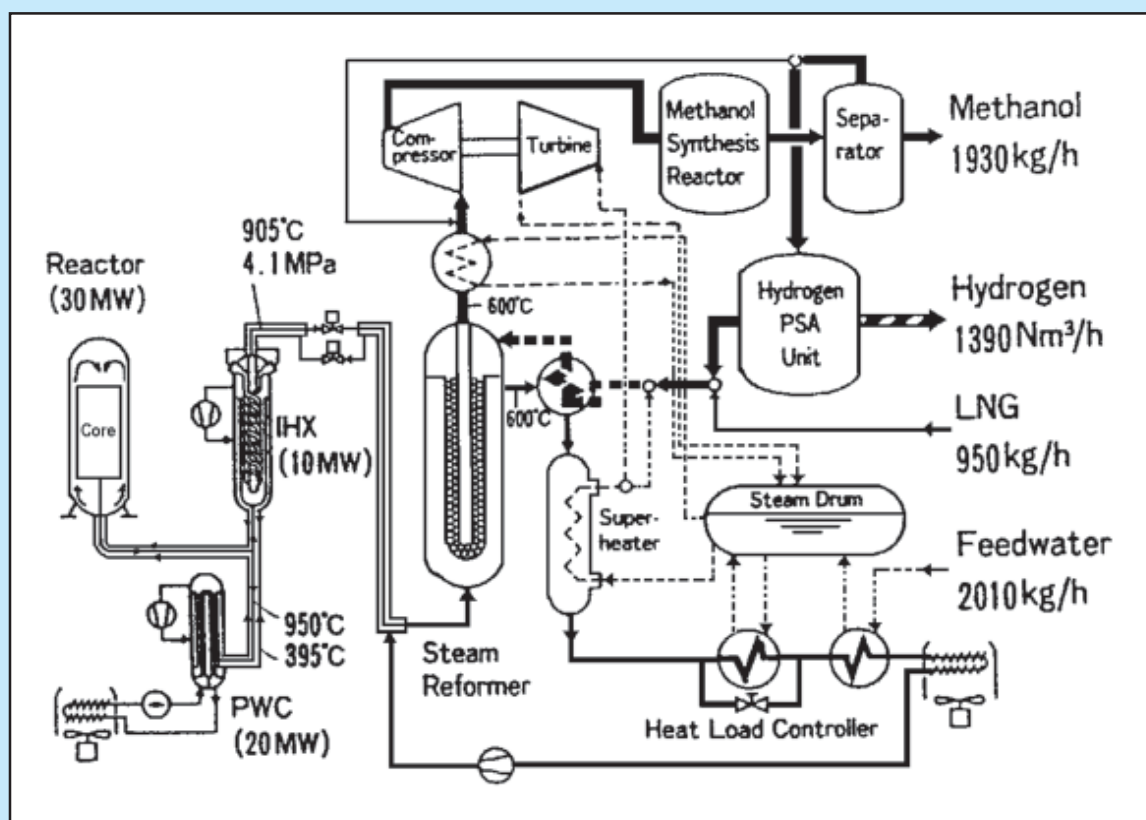 Com-
pressor
Turbine
Methanol
Synthesis
Reactor
Sepa-
rator
Methanol
1930kg/h
905°C
4.1MPa
Reactor
(30MW)
600°C
Hydrogen
PSA
Unit
Hydrogen
1390Nm³/h
Core
IHX
(10MW)
600°C
LNG
950kg/h
Steam Drum
Super-
heater
Feedwater
2010kg/h
950°C
395°C
Steam
Reformer
PWC
(20MW)
Heat Load Controller